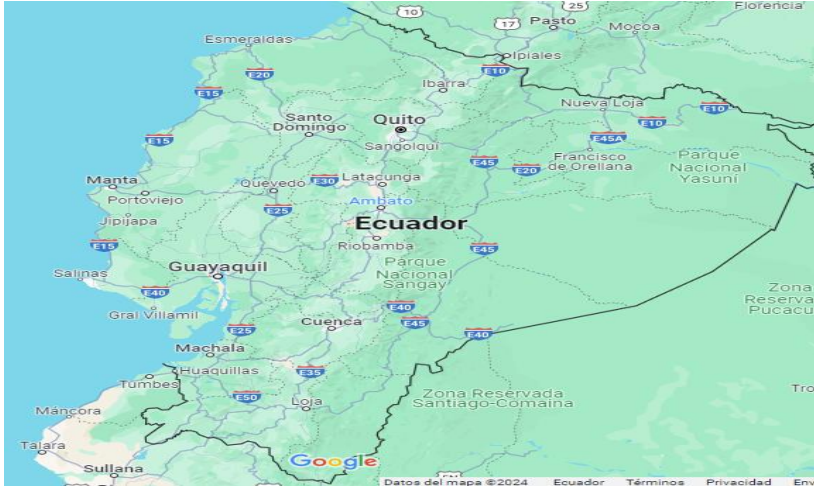 10
25
Florencia
17
Pasto
Mocoa
Esmeraldas
Ipiales
E20
E10
E15
Ibarra
Nueva Loja
E10
Santo
Domingo
Quito
E10
E15
Sangolquí
E45A
E45
Francisco
de Orellana
Parque
Nacional
Yasuní
E20
Manta
Quevedo
E30
Latacunga
Portoviejo
E25
Ambato
Jipijapa
Ecuador
E15
Riobamba
E45
Salinas
Guayaquil
Parque
Nacional
Sangay
E40
Zona
Reserva
Pucacu
Gral Villamil
E40
E25
Cuenca
E45
E40
Machala
Huaquillas
E35
Tumbes
E50
Loja
Zona Reservada
Santiago-Comaina
Tro
Máncora
Talara
Google
Sullana
Datos del mapa ©2024 Ecuador Términos Privacidad Env